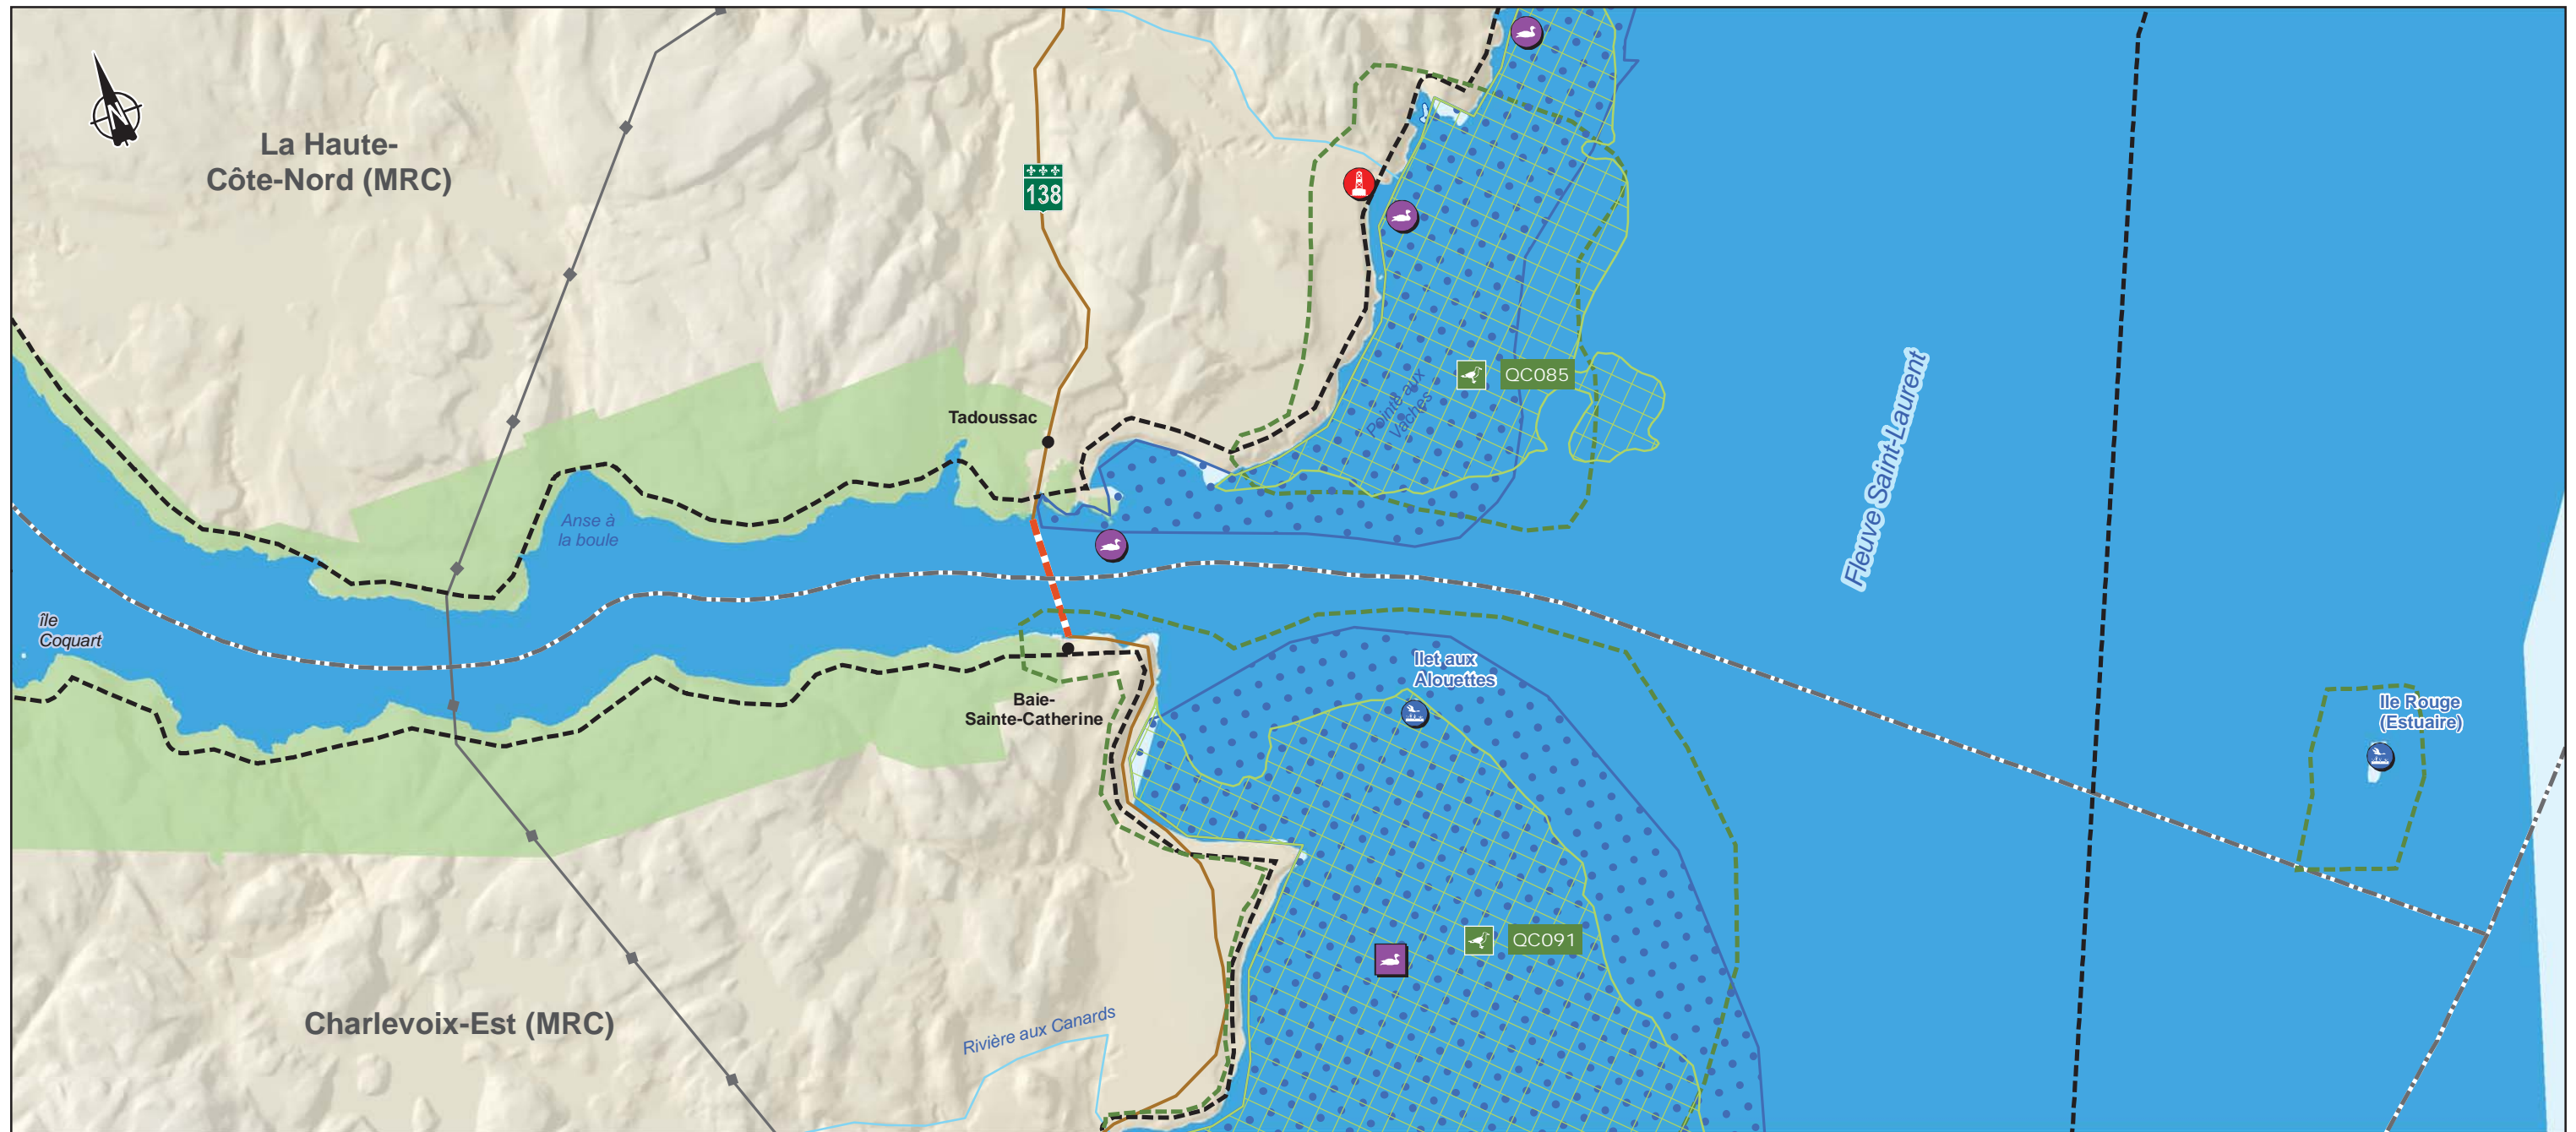 N
La Haute-
Côte-Nord (MRC)
138
QC085
Pointe aux
Vaches
Fleuve Saint-Laurent
Tadoussac
Anse à
la boule
île
Coquart
Ilet aux
Alouettes
Baie-
Sainte-Catherine
Ile Rouge
(Estuaire)
QC091
Charlevoix-Est (MRC)
Rivière aux Canards